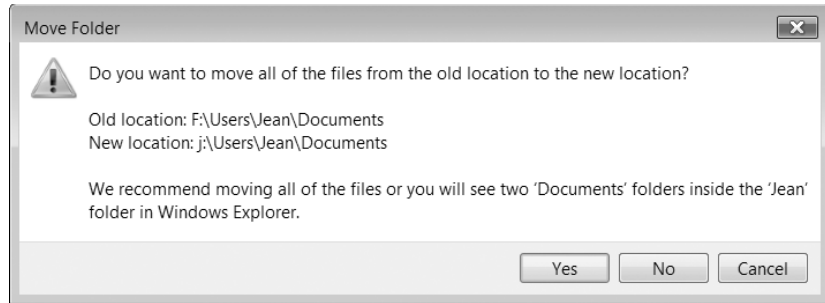 Move Folder
Do you want to move all of the files from the old location to the new location?
Old location: F:\Users\Jean\Documents
New location: j:\Users\Jean\Documents
We recommend moving all of the files or you will see two ‘Documents’ folders inside the ‘Jean’
folder in Windows Explorer.
Yes No Cancel